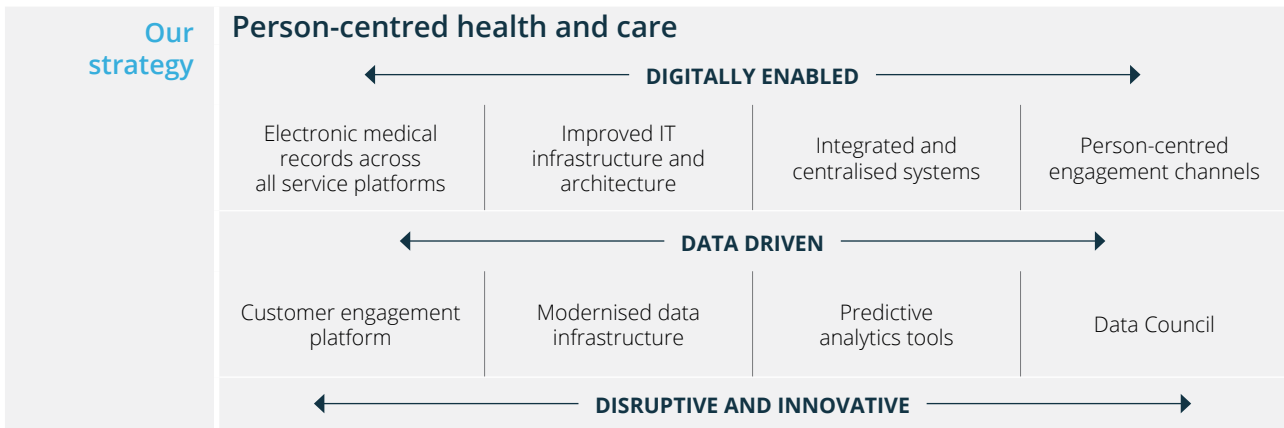 Our
strategy
Person-centred health and care
DIGITALLY ENABLED
Electronic medical
records across
all service platforms
Improved IT
infrastructure and
architecture
Integrated and
centralised systems
Person-centred
engagement channels
DATA DRIVEN
Customer engagement
platform
Modernised data
infrastructure
Predictive
analytics tools
Data Council
DISRUPTIVE AND INNOVATIVE